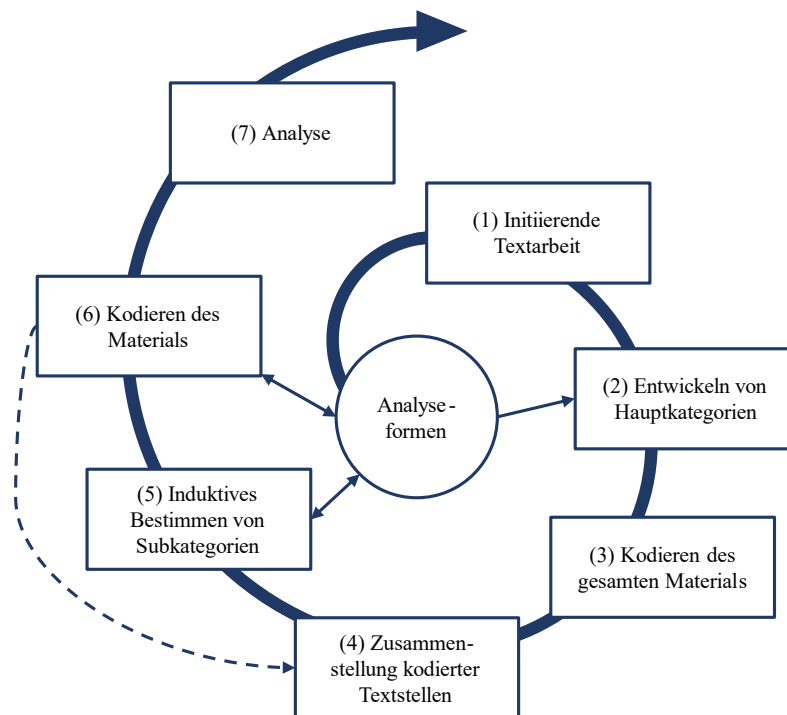 (7) Analyse
(1) Initiierende
Textarbeit
(6) Kodieren des
Materials
Analyse-
formen
(2) Entwickeln von
Hauptkategorien
(5) Induktives
Bestimmen von
Subkategorien
(3) Kodieren des
gesamten Materials
(4) Zusammen-
stellung kodierter
Textstellen